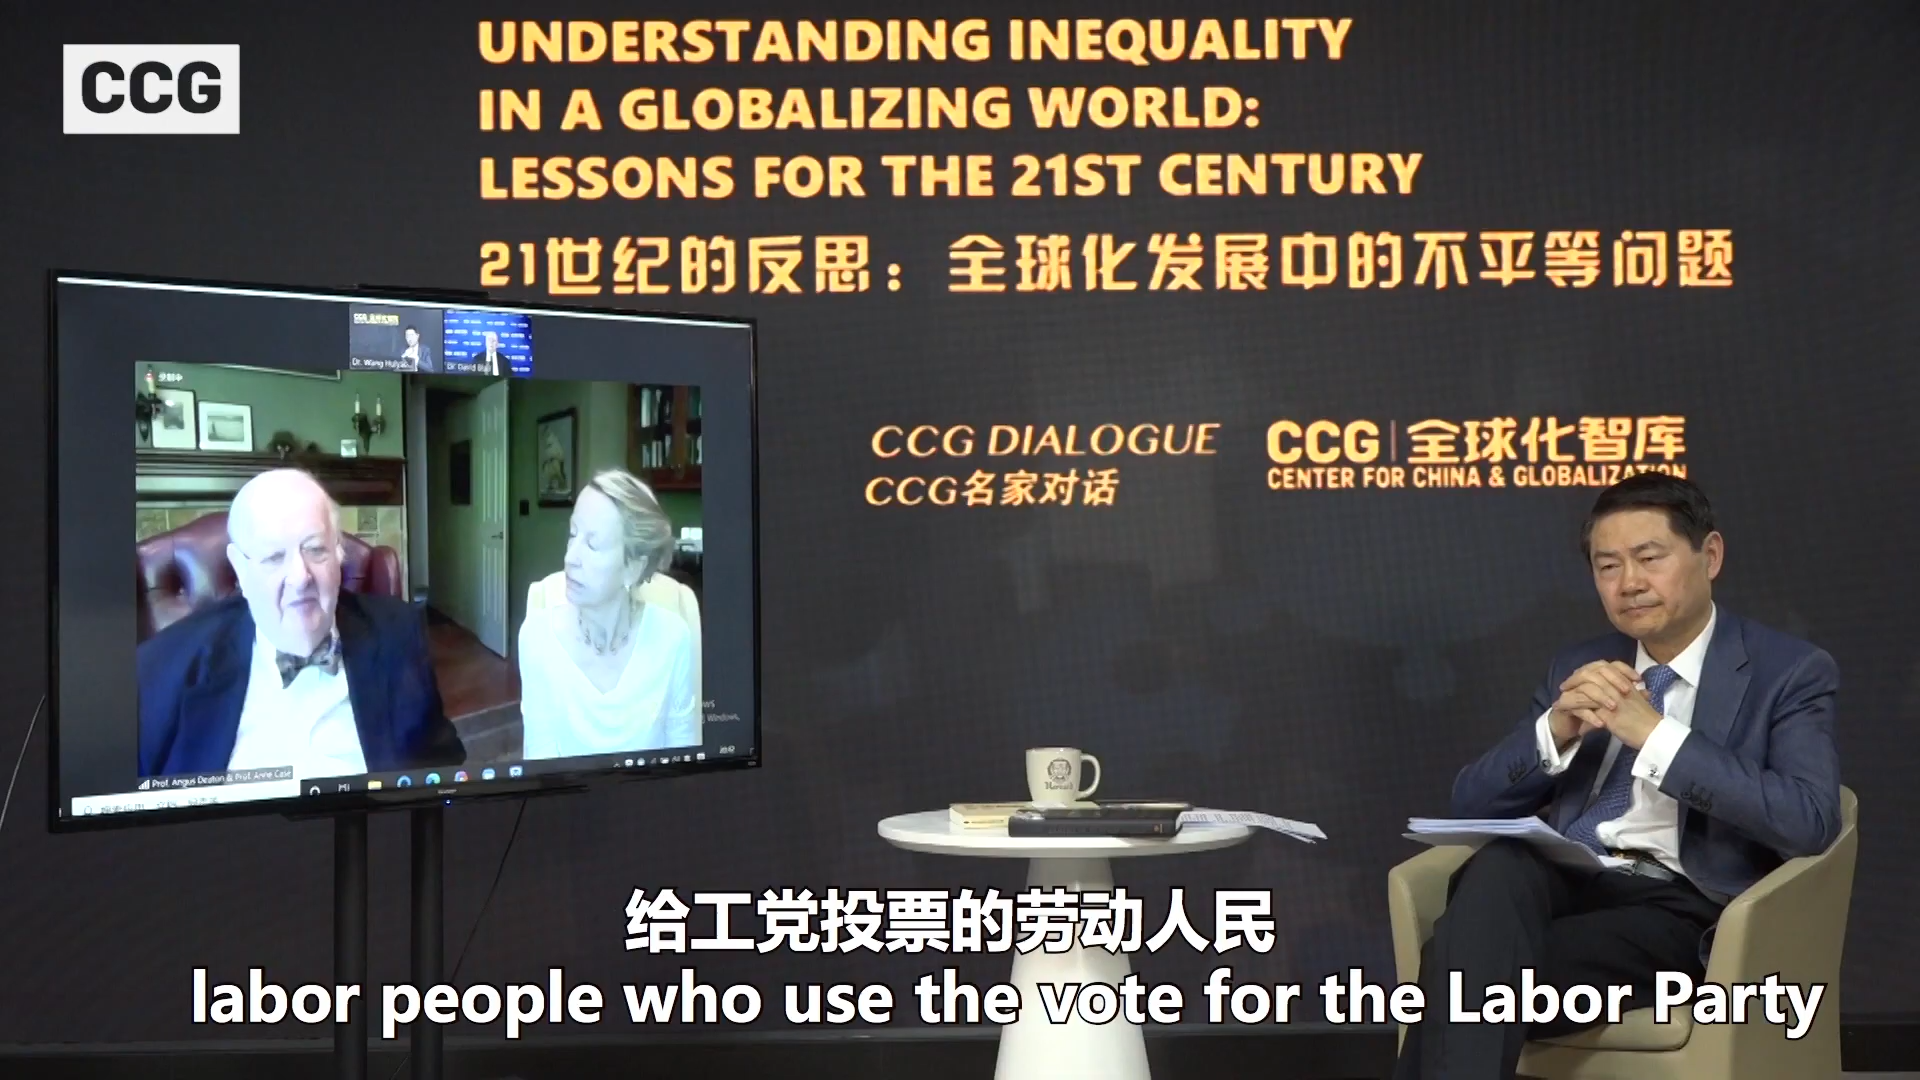 CCG
UNDERSTANDING INEQUALITY
IN A GLOBALIZING WORLD:
LESSONS FOR THE 21ST CENTURY
21世纪的反思：全球化发展中的不平等问题
CCG DIALOGUE
CCG名家对话
CCG|全球化智库
CENTER FOR CHINA & GLOBALIZATION
Prof. Angus Deaton & Prof. Anne Case
给工党投票的劳动人民
labor people who use the vote for the Labor Party